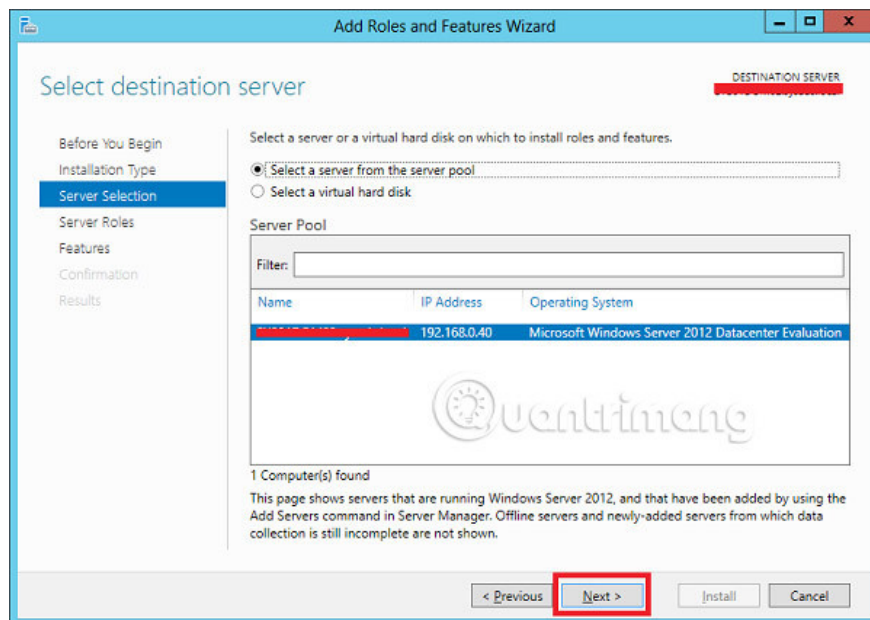 Add Roles and Features Wizard
Select destination server
DESTINATION SERVER
Before You Begin
Installation Type
Server Selection
Server Roles
Features
Confirmation
Results
Select a server or a virtual hard disk on which to install roles and features.
Select a server from the server pool
Select a virtual hard disk
Server Pool
Filter:
Name IP Address Operating System
192.168.0.40 Microsoft Windows Server 2012 Datacenter Evaluation
Quantrimang
1 Computer(s) found
This page shows servers that are running Windows Server 2012, and that have been added by using the
Add Servers command in Server Manager. Offline servers and newly-added servers from which data
collection is still incomplete are not shown.
< Previous Next > Install Cancel